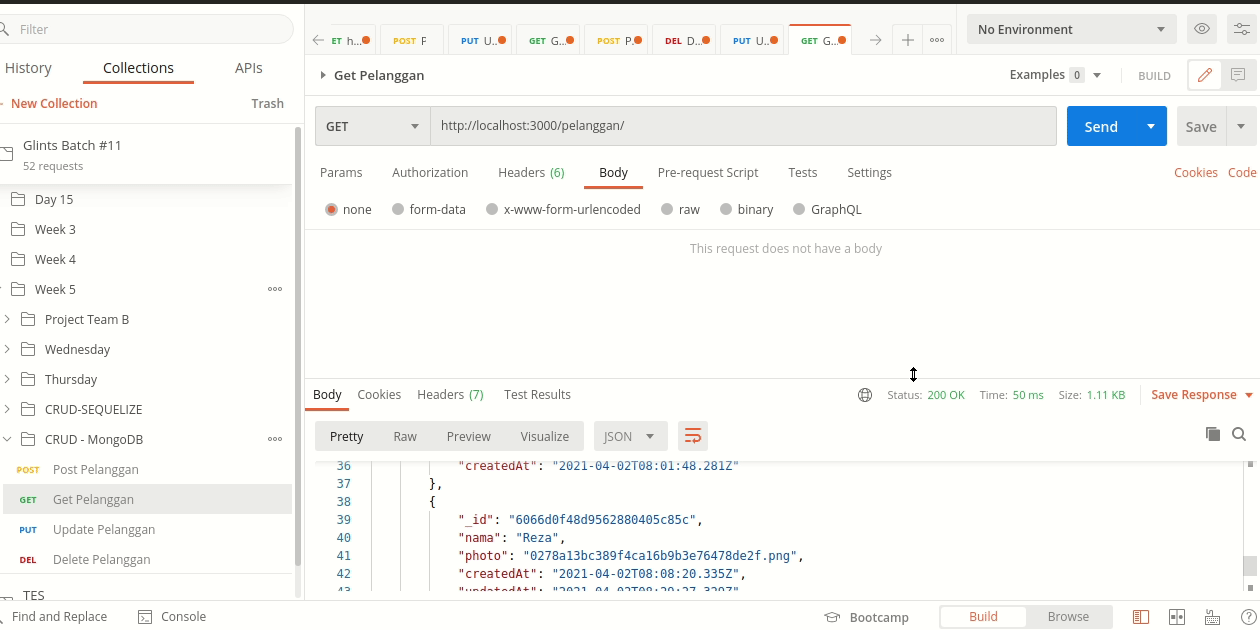 Filter
History Collections APIs
New Collection Trash
Glints Batch #11
52 requests
Day 15
Week 3
Week 4
Week 5
Project Team B
Wednesday
Thursday
CRUD-SEQUELIZE
CRUD - MongoDB
POST Post Pelanggan
GET Get Pelanggan
PUT Update Pelanggan
DEL Delete Pelanggan
TES
ET h... POST F PUT U.. GET G... POST P. DEL D... PUT U.. GET G...
No Environment
Get Pelanggan
Examples 0 BUILD
GET http://localhost:3000/pelanggan/ Send Save
Params Authorization Headers (6) Body Pre-request Script Tests Settings Cookies Code
none form-data x-www-form-urlencoded raw binary GraphQL
This request does not have a body
Body Cookies Headers (7) Test Results Status: 200 OK Time: 50 ms Size: 1.11 KB Save Response
Pretty Raw Preview Visualize JSON
36 "createdAt": "2021-04-02T08:01:48.281Z"
37 },
38 {
39 "_id": "6066d0f48d9562880405c85c",
40 "nama": "Reza",
41 "photo": "0278a13bc389f4ca16b9b3e76478de2f.png",
42 "createdAt": "2021-04-02T08:08:20.335Z",
Find and Replace Console Bootcamp Build Browse